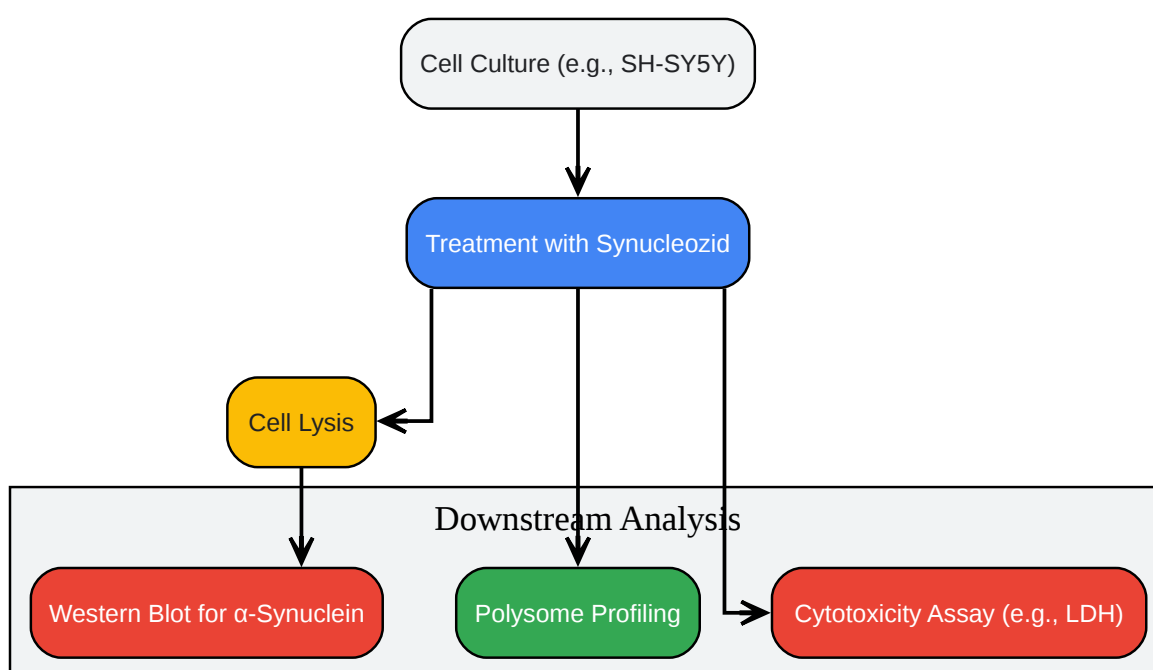 Cell Culture (e.g., SH-SY5Y)
Treatment with Synucleozid
Cell Lysis
Downstream Analysis
Western Blot for α-Synuclein
Polysome Profiling
Cytotoxicity Assay (e.g., LDH)